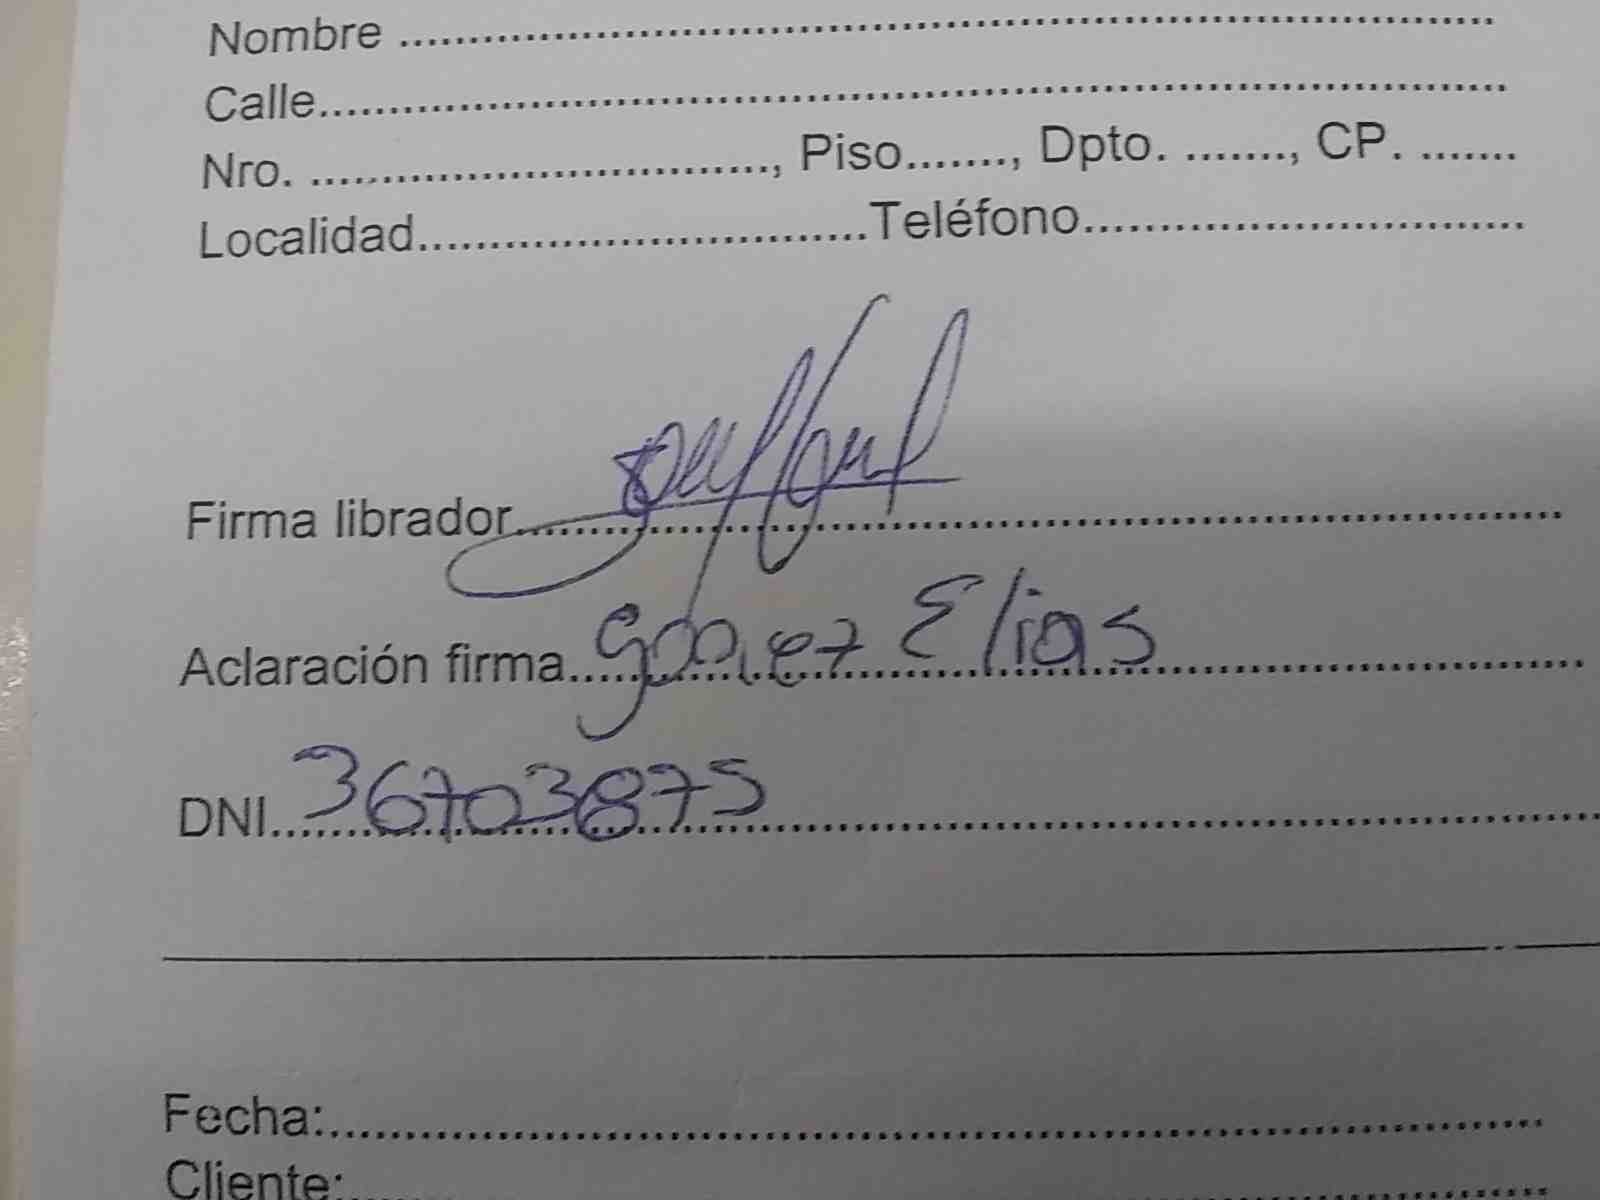 Nombre ........................................................................................
Calle...............................................................................................
Nro. ......................................, Piso......., Dpto. ......., CP. .......
Localidad...............................Teléfono..............................
Firma librador..........................................................................
Aclaración firma..... Gomez Elias ..............................
DNI 36703875 ......................................................................
Fecha:.......................................................................................
Cliente:.....................................................................................